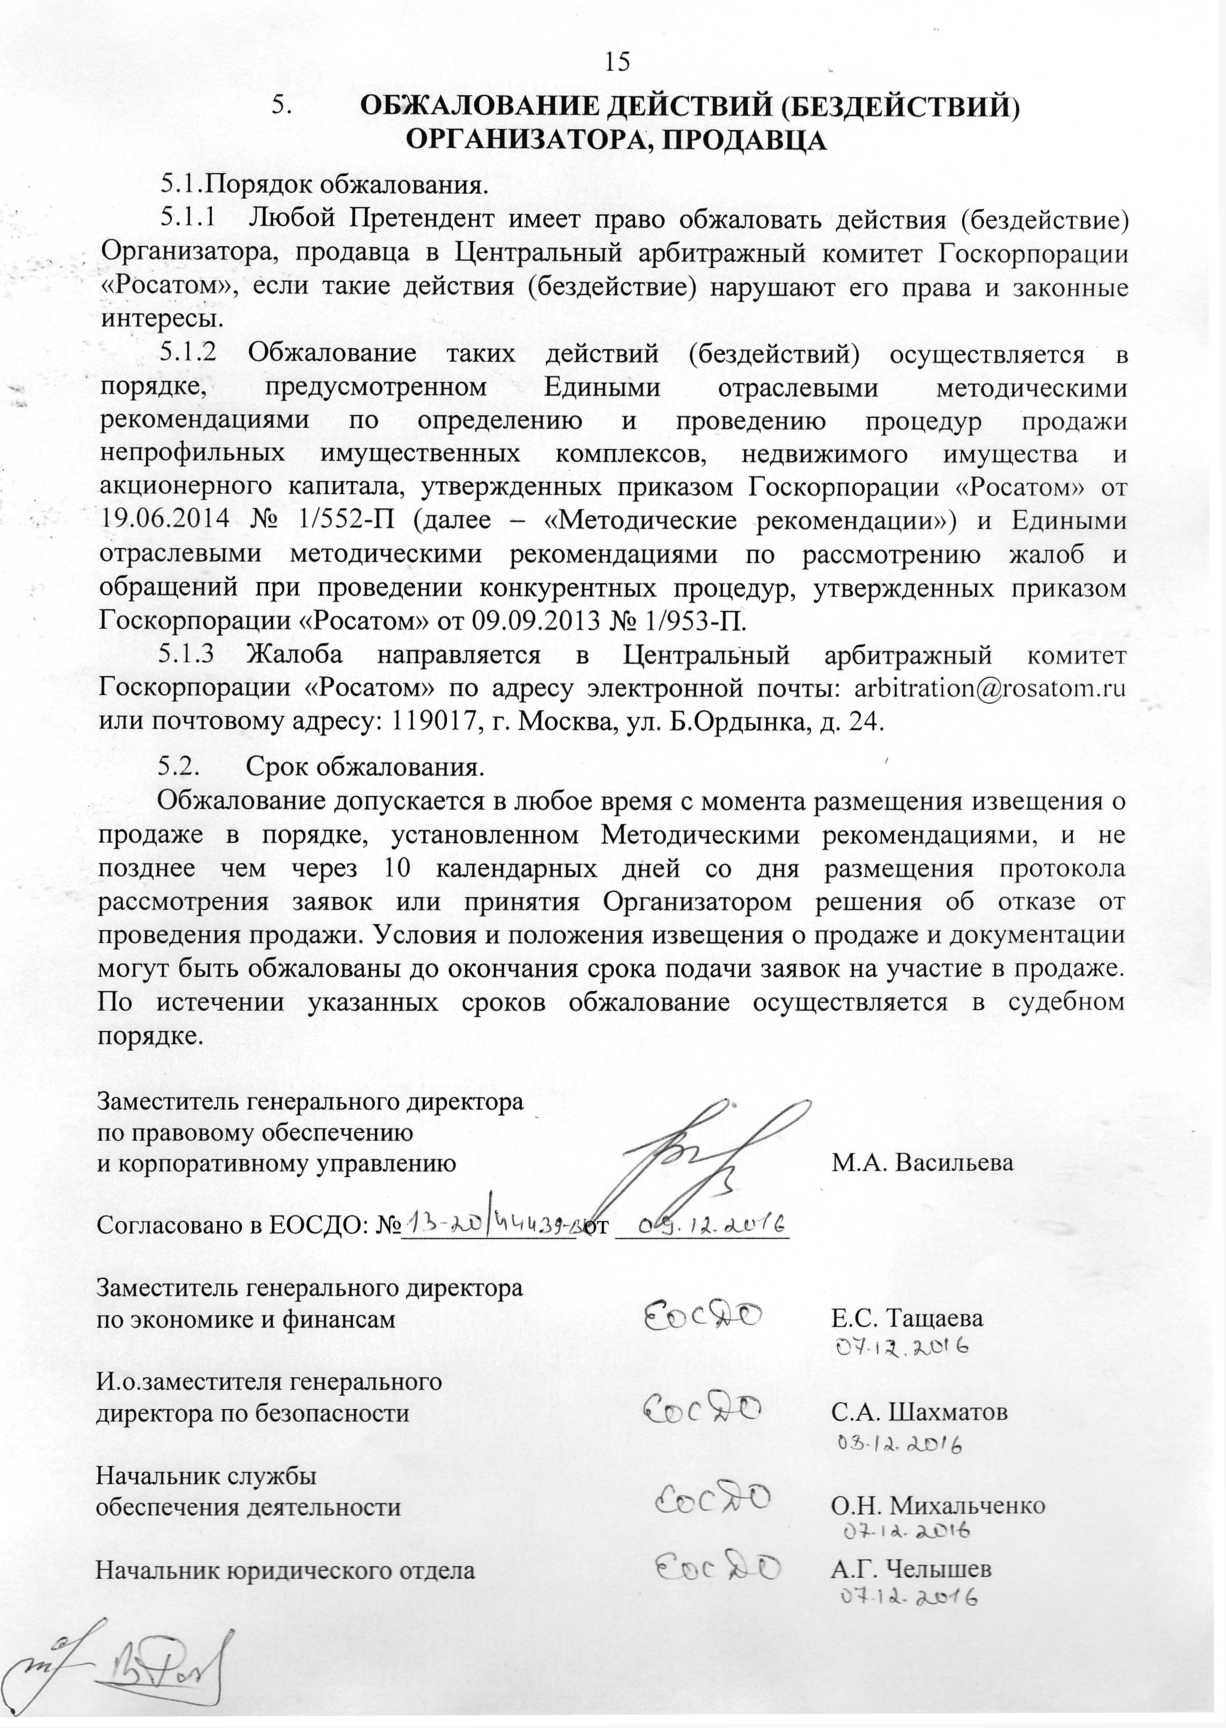 15
5. ОБЖАЛОВАНИЕ ДЕЙСТВИЙ (БЕЗДЕЙСТВИЙ)
ОРГАНИЗАТОРА, ПРОДАВЦА
5.1.Порядок обжалования.
5.1.1 Любой Претендент имеет право обжаловать действия (бездействие)
Организатора, продавца в Центральный арбитражный комитет Госкорпорации
«Росатом», если такие действия (бездействие) нарушают его права и законные
интересы.
5.1.2 Обжалование таких действий (бездействий) осуществляется в
порядке, предусмотренном Едиными отраслевыми методическими
рекомендациями по определению и проведению процедур продажи
непрофильных имущественных комплексов, недвижимого имущества и
акционерного капитала, утвержденных приказом Госкорпорации «Росатом» от
19.06.2014 № 1/552-П (далее – «Методические рекомендации») и Едиными
отраслевыми методическими рекомендациями по рассмотрению жалоб и
обращений при проведении конкурентных процедур, утвержденных приказом
Госкорпорации «Росатом» от 09.09.2013 № 1/953-П.
5.1.3 Жалоба направляется в Центральный арбитражный комитет
Госкорпорации «Росатом» по адресу электронной почты: arbitration@rosatom.ru
или почтовому адресу: 119017, г. Москва, ул. Б.Ордынка, д. 24.
5.2. Срок обжалования.
Обжалование допускается в любое время с момента размещения извещения о
продаже в порядке, установленном Методическими рекомендациями, и не
позднее чем через 10 календарных дней со дня размещения протокола
рассмотрения заявок или принятия Организатором решения об отказе от
проведения продажи. Условия и положения извещения о продаже и документации
могут быть обжалованы до окончания срока подачи заявок на участие в продаже.
По истечении указанных сроков обжалование осуществляется в судебном
порядке.
Заместитель генерального директора
по правовому обеспечению
и корпоративному управлению М.А. Васильева
Согласовано в ЕОСДО: № 13-20/44439-ВК от 09.12.2016
Заместитель генерального директора
по экономике и финансам ЕОСДО Е.С. Тащаева
07.12.2016
И.о.заместителя генерального
директора по безопасности ЕОСДО С.А. Шахматов
08.12.2016
Начальник службы
обеспечения деятельности ЕОСДО О.Н. Михальченко
07.12.2016
Начальник юридического отдела ЕОСДО А.Г. Челышев
07.12.2016